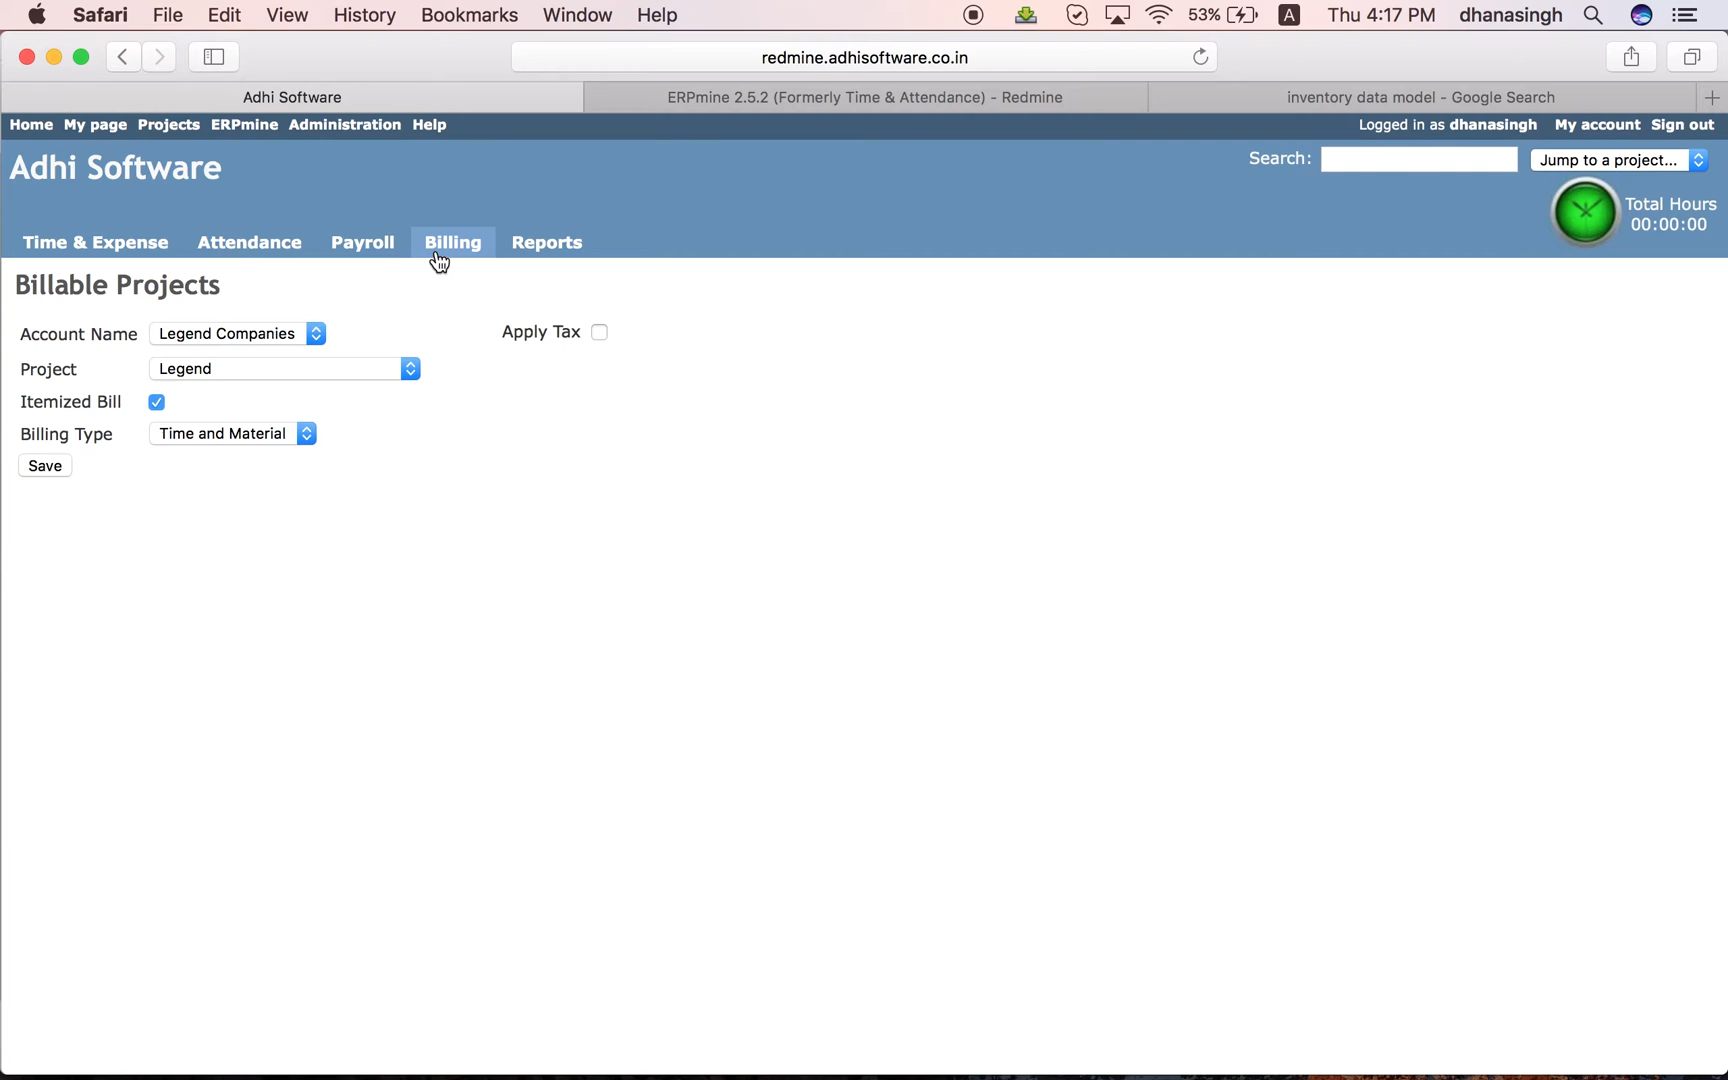 Safari File Edit View History Bookmarks Window Help 53% A Thu 4:17 PM dhanasingh
redmine.adhisoftware.co.in
Adhi Software ERPmine 2.5.2 (Formerly Time & Attendance) - Redmine inventory data model - Google Search
Home My page Projects ERPmine Administration Help Logged in as dhanasingh My account Sign out
Adhi Software Search: Jump to a project...
Total Hours
00:00:00
Time & Expense Attendance Payroll Billing Reports
Billable Projects
Account Name Legend Companies Apply Tax
Project Legend
Itemized Bill
Billing Type Time and Material
Save